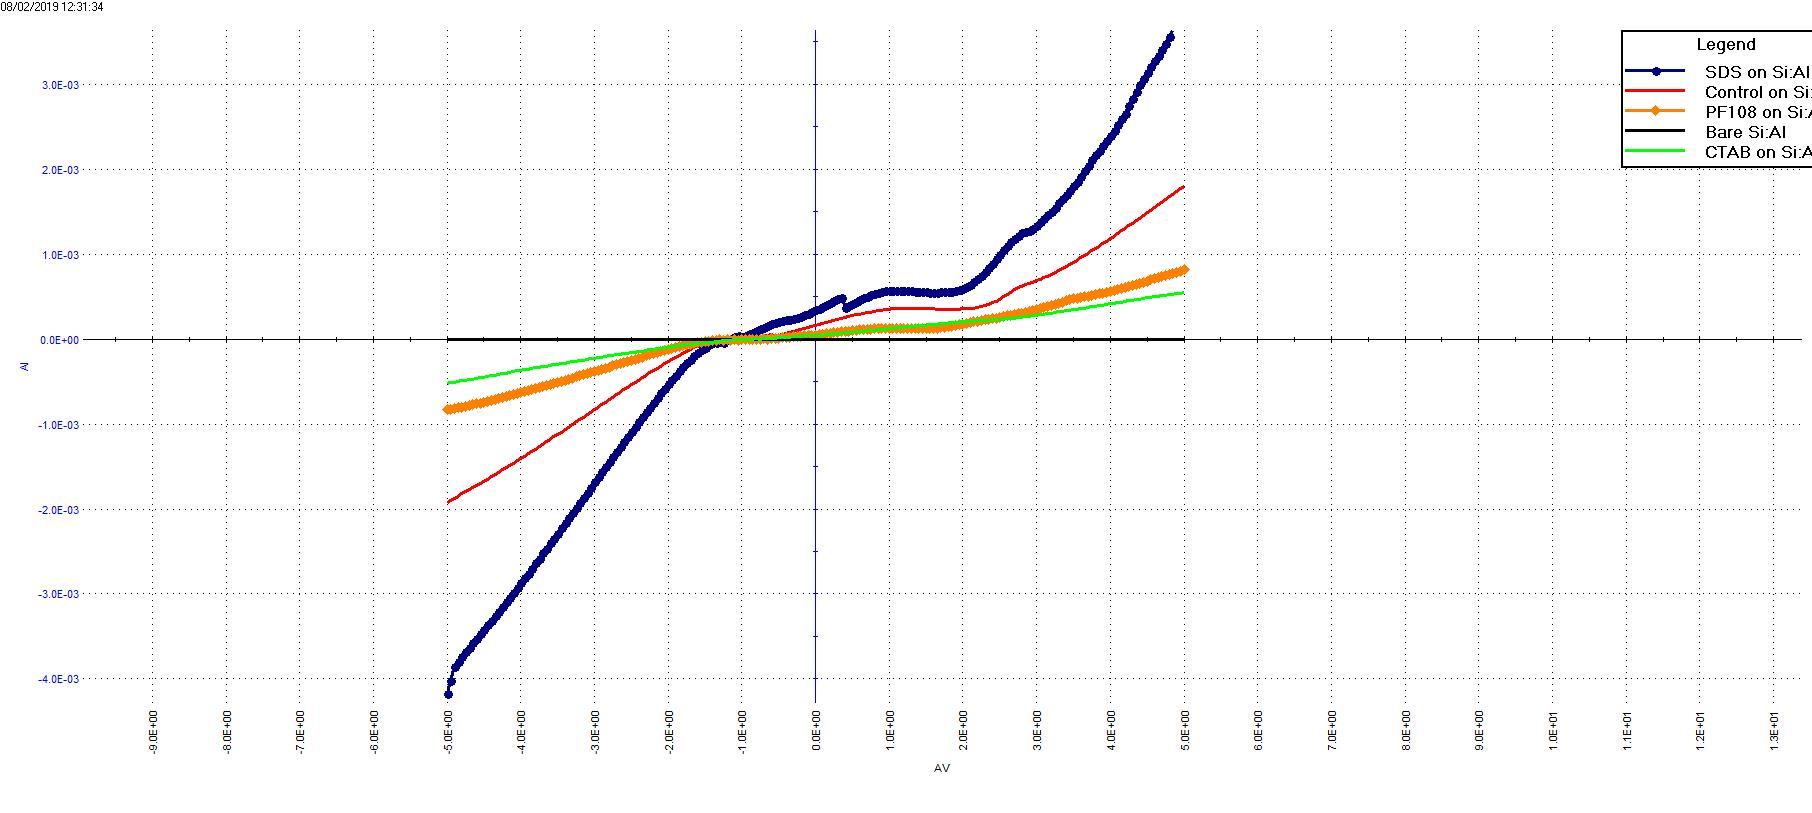 08/02/2019 12:31:34
Legend
SDS on Si:Al
Control on Si:
PF108 on Si:A
Bare Si:Al
CTAB on Si:A
3.0E-03
2.0E-03
1.0E-03
0.0E+00
-1.0E-03
-2.0E-03
-3.0E-03
-4.0E-03
AI
-9.0E+00 -8.0E+00 -7.0E+00 -6.0E+00 -5.0E+00 -4.0E+00 -3.0E+00 -2.0E+00 -1.0E+00 0.0E+00 1.0E+00 2.0E+00 3.0E+00 4.0E+00 5.0E+00 6.0E+00 7.0E+00 8.0E+00 9.0E+00 1.0E+01 1.1E+01 1.2E+01 1.3E+01
AV